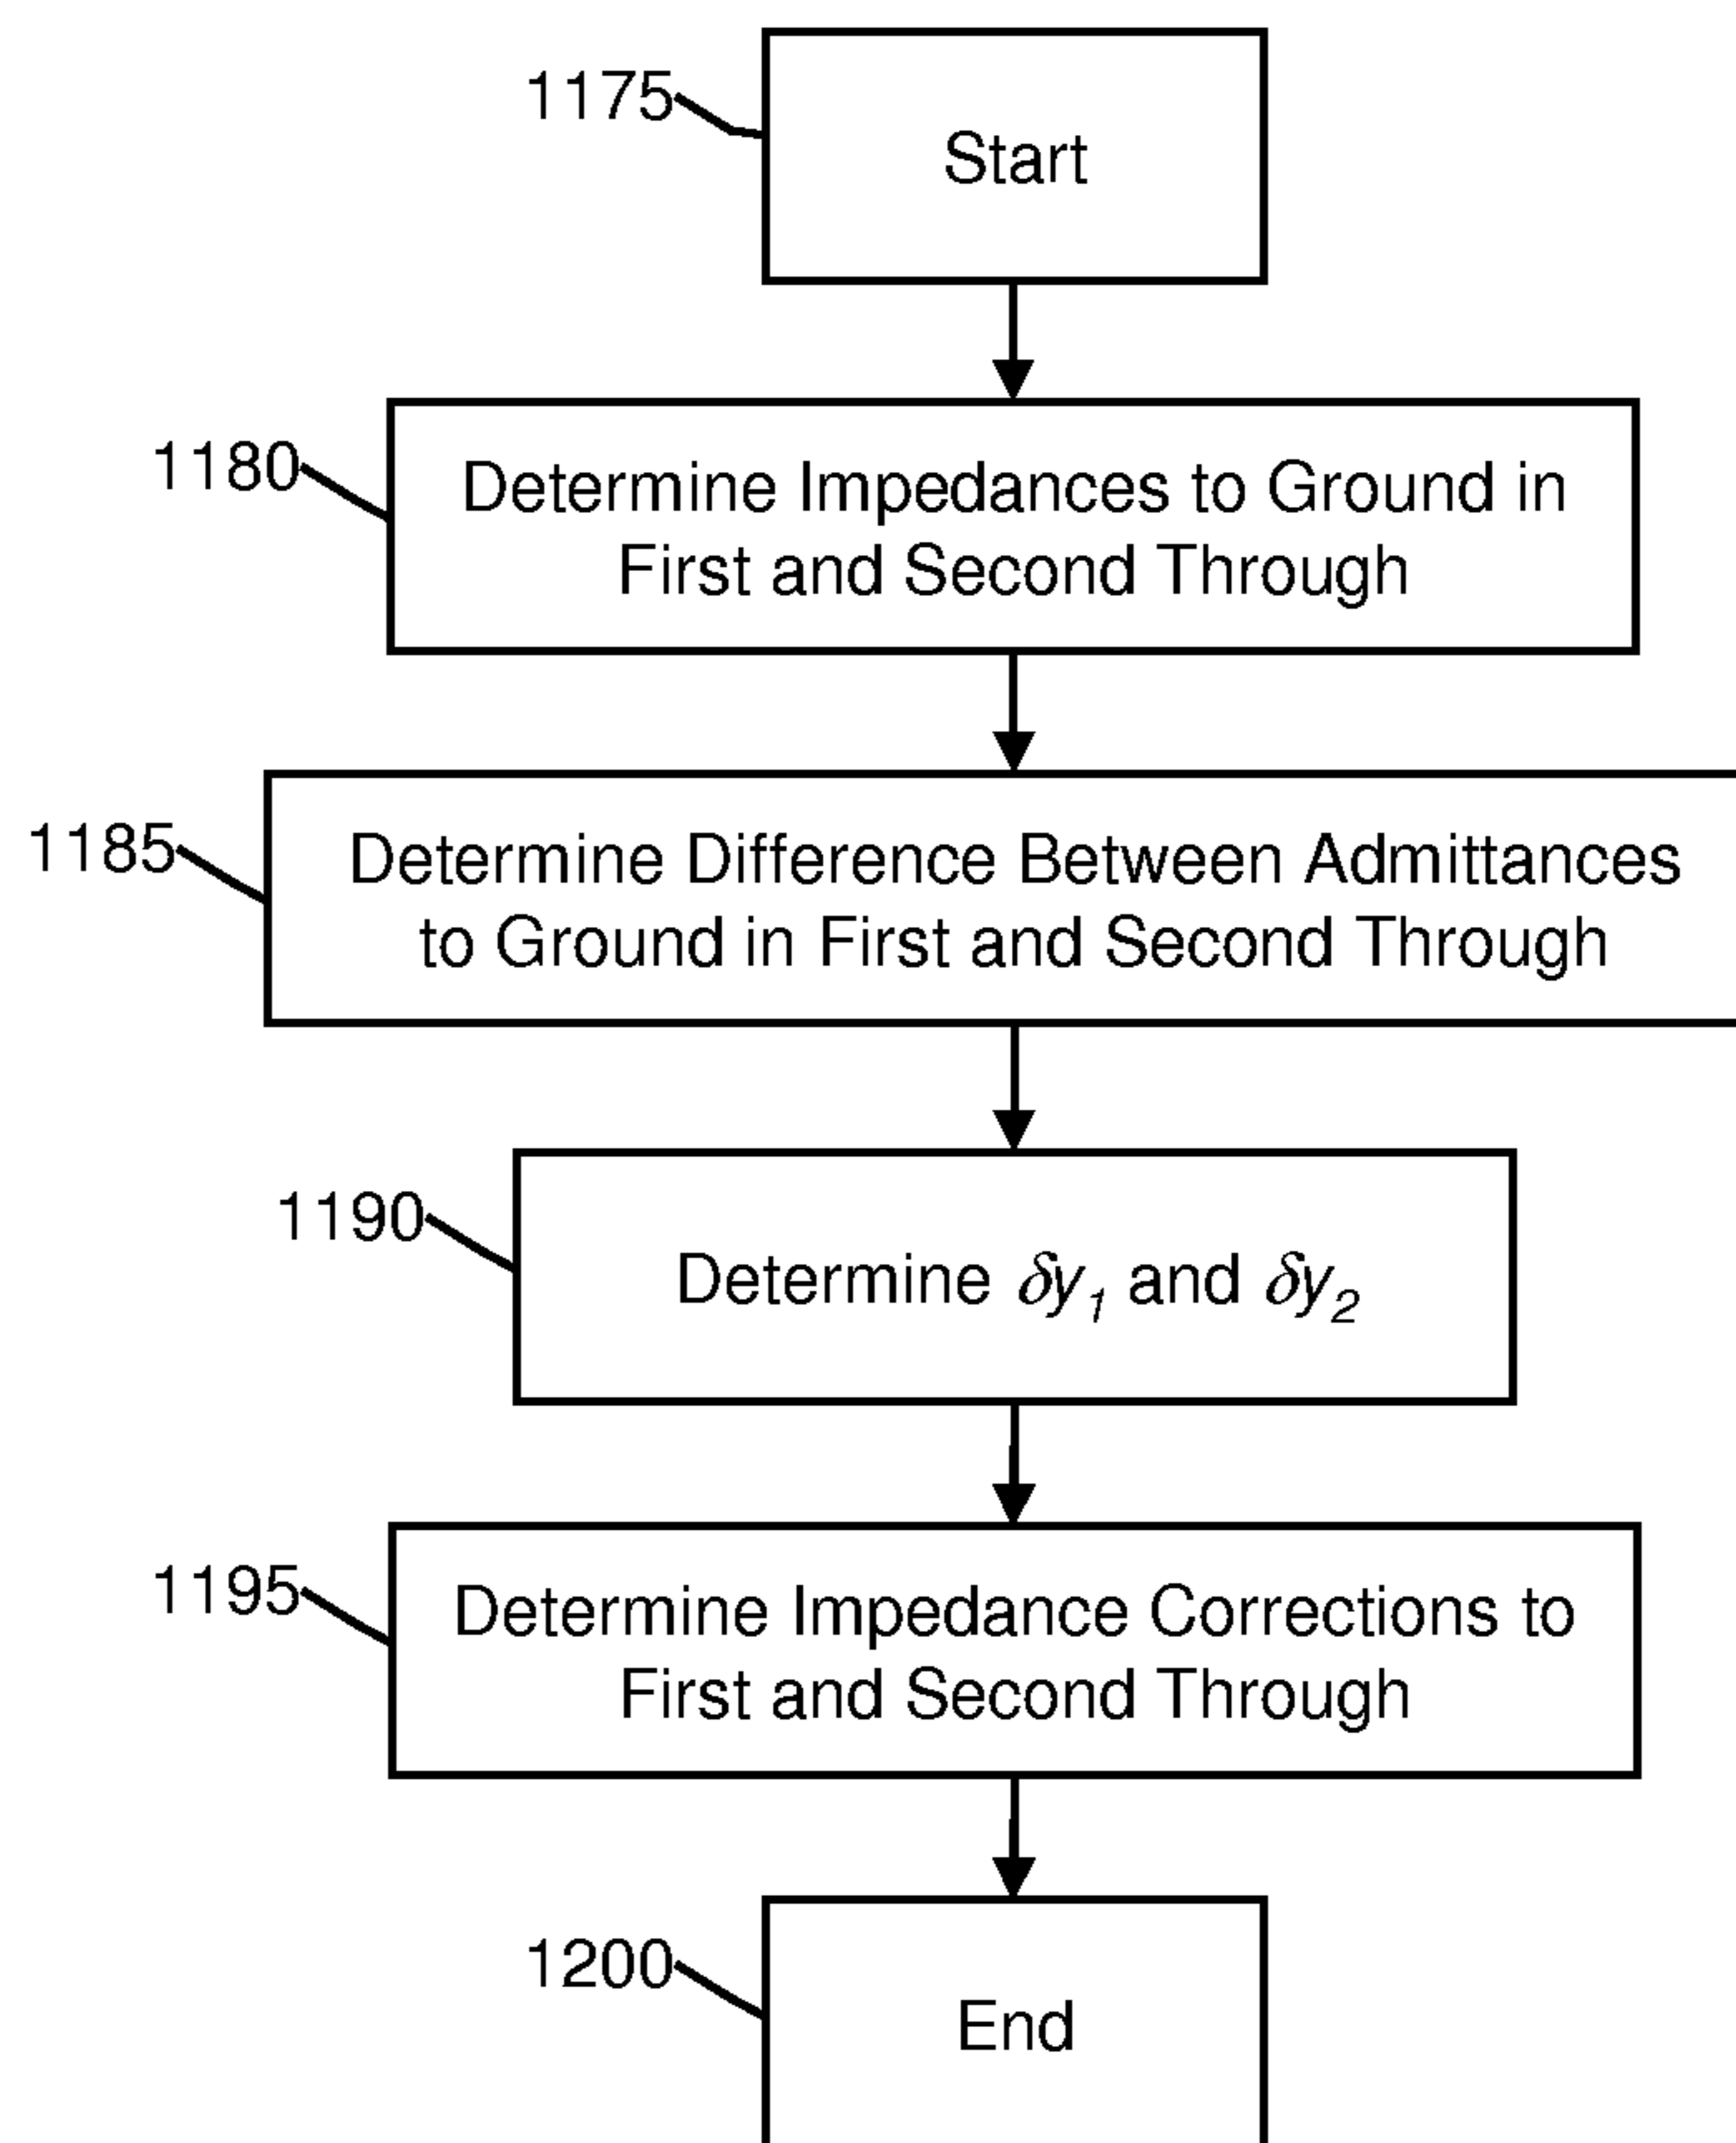 1175
Start
1180
Determine Impedances to Ground in
First and Second Through
1185
Determine Difference Between Admittances
to Ground in First and Second Through
1190
Determine δy₁ and δy₂
1195
Determine Impedance Corrections to
First and Second Through
1200
End